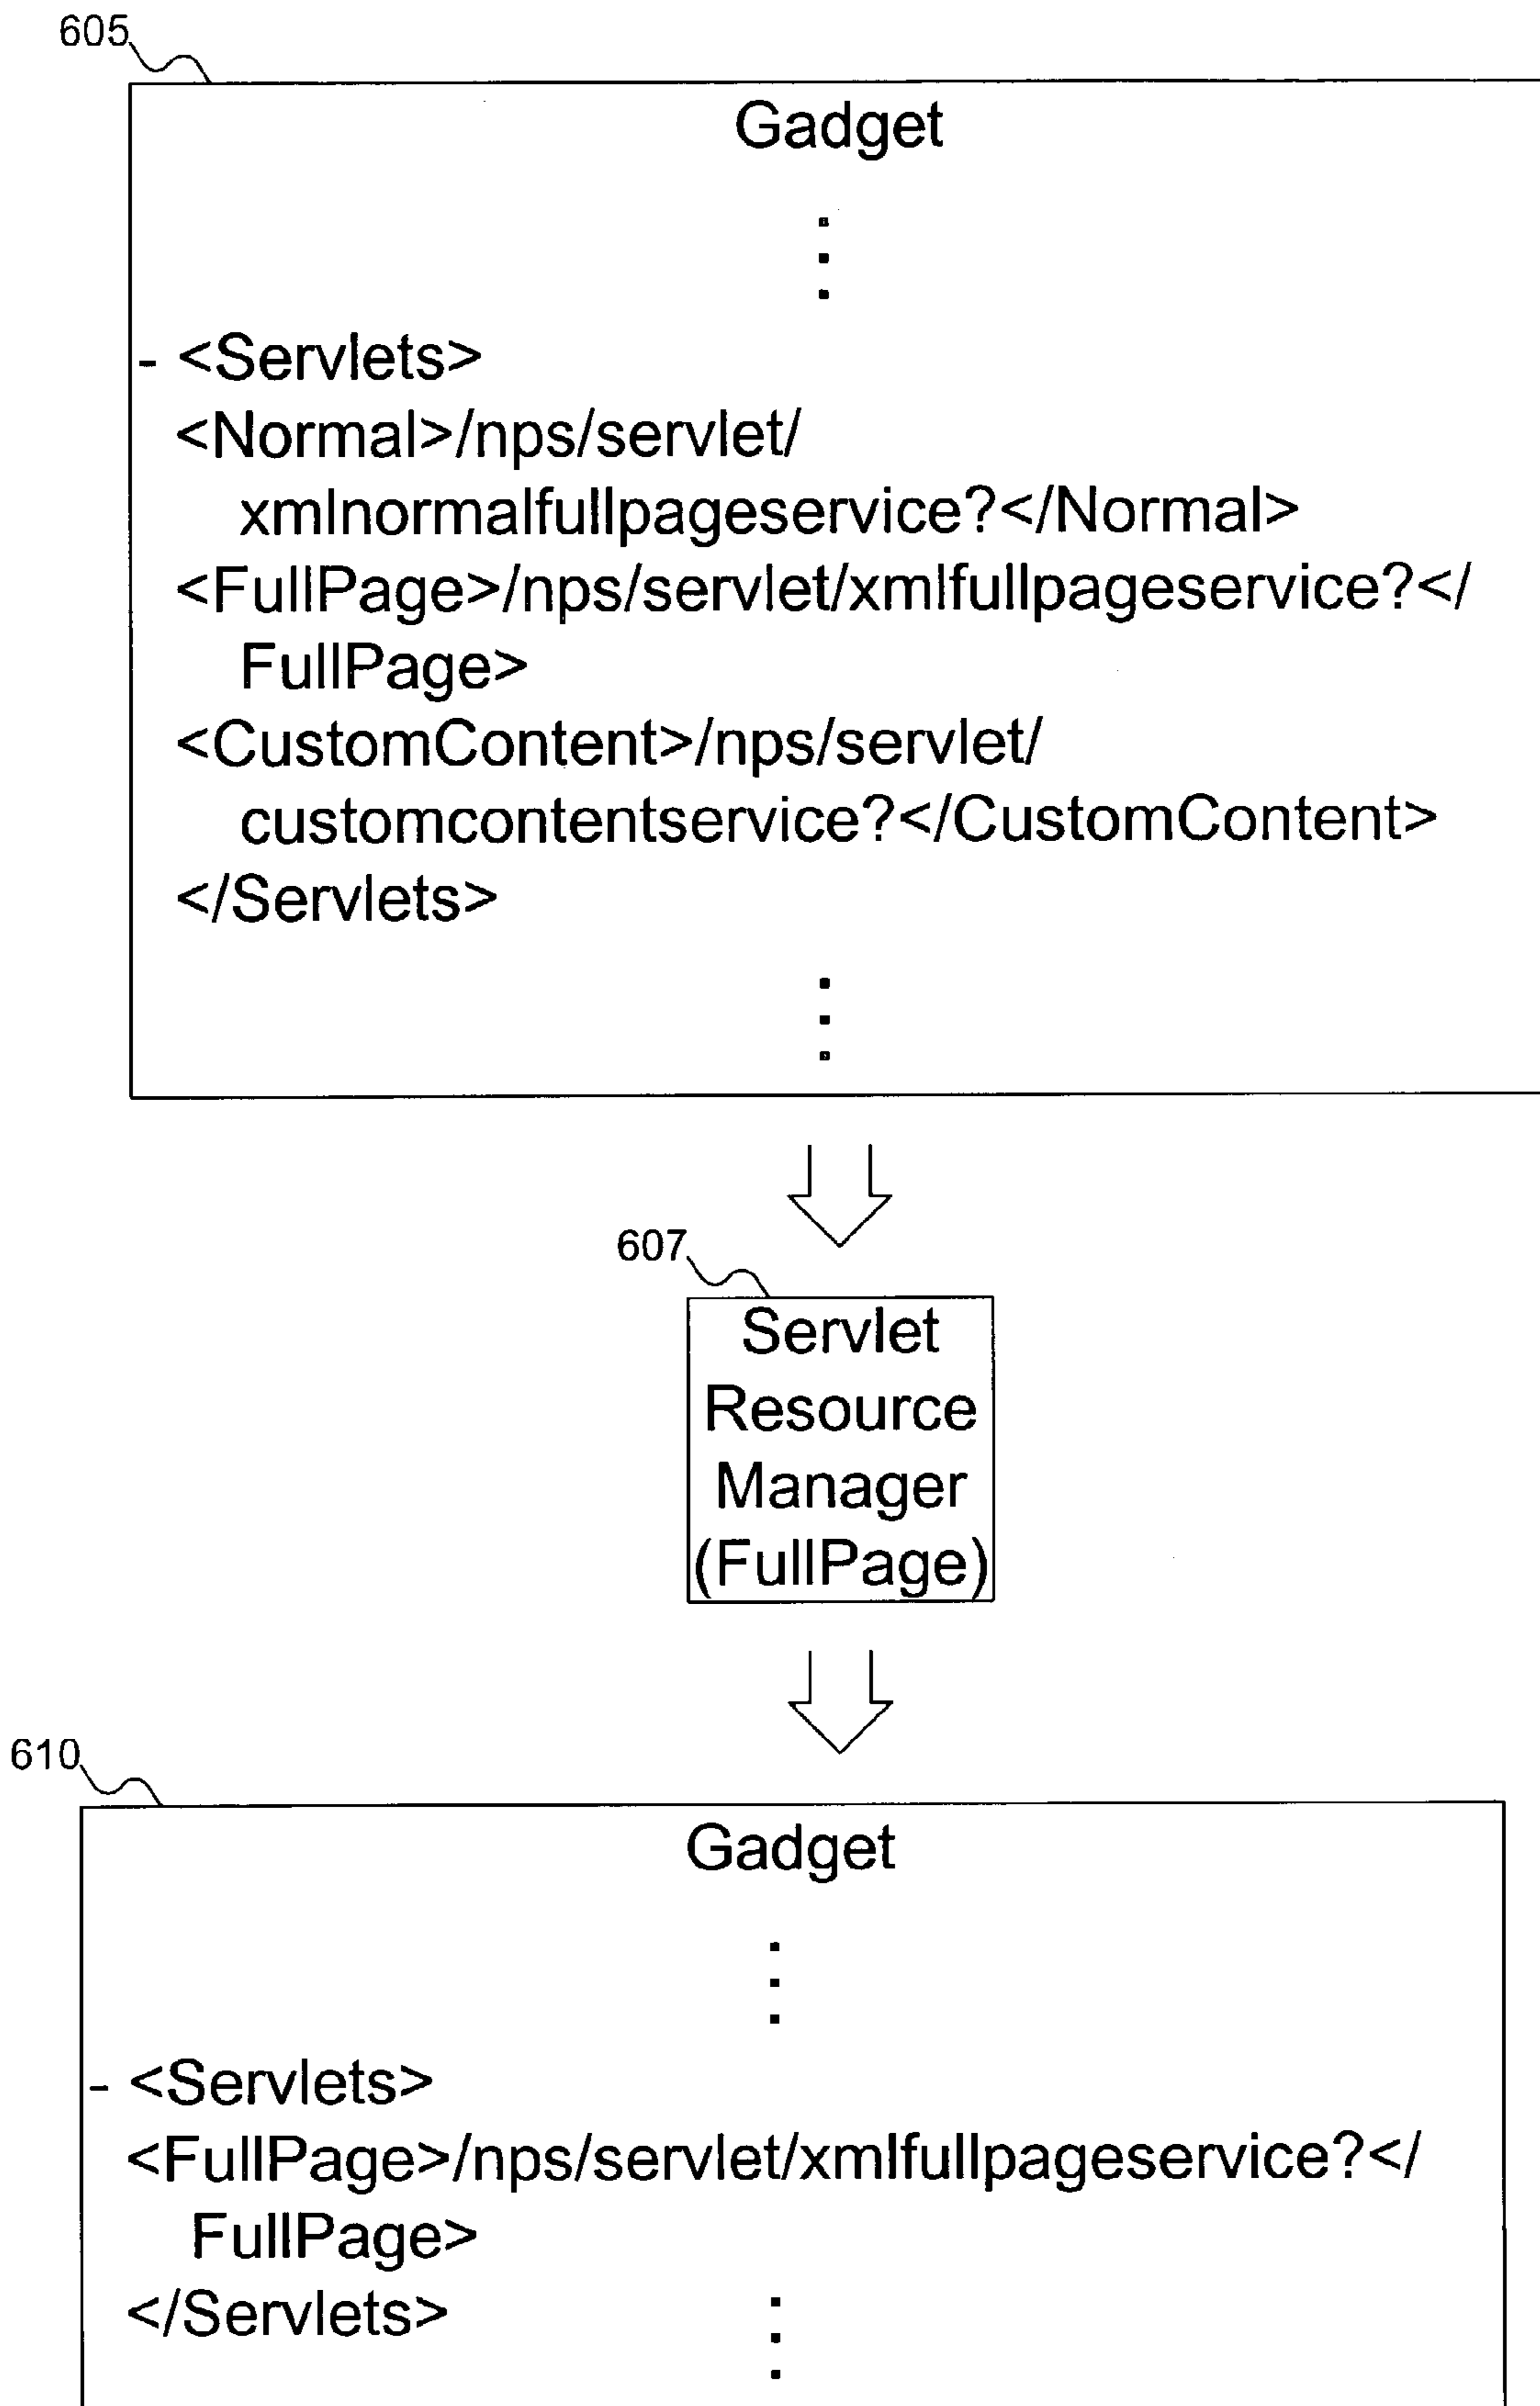 605
Gadget
- <Servlets>
<Normal>/nps/servlet/
xmlnormalfullpageservice?</Normal>
<FullPage>/nps/servlet/xmlfullpageservice?</
FullPage>
<CustomContent>/nps/servlet/
customcontentservice?</CustomContent>
</Servlets>
607
Servlet
Resource
Manager
(FullPage)
610
Gadget
- <Servlets>
<FullPage>/nps/servlet/xmlfullpageservice?</
FullPage>
</Servlets>